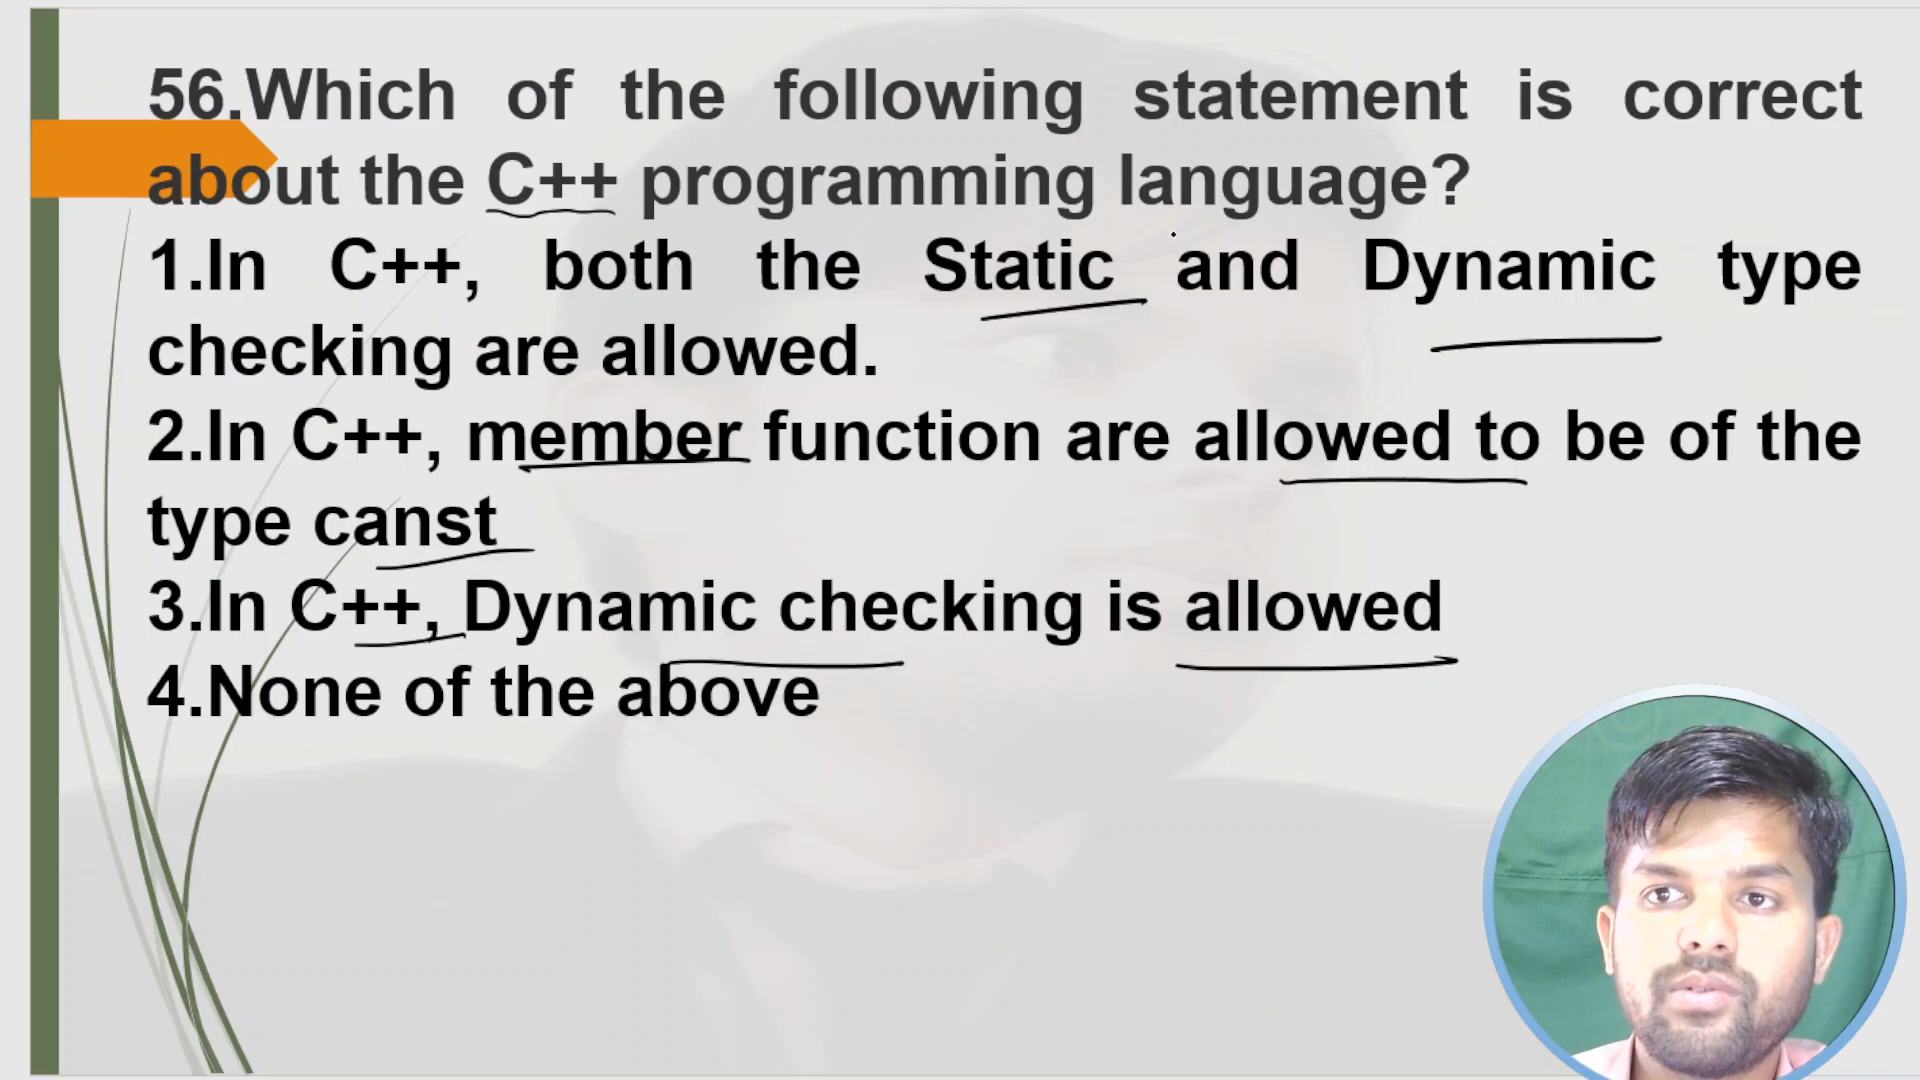 56.Which of the following statement is correct
about the C++ programming language?
1.In C++, both the Static and Dynamic type
checking are allowed.
2.In C++, member function are allowed to be of the
type canst
3.In C++, Dynamic checking is allowed
4.None of the above